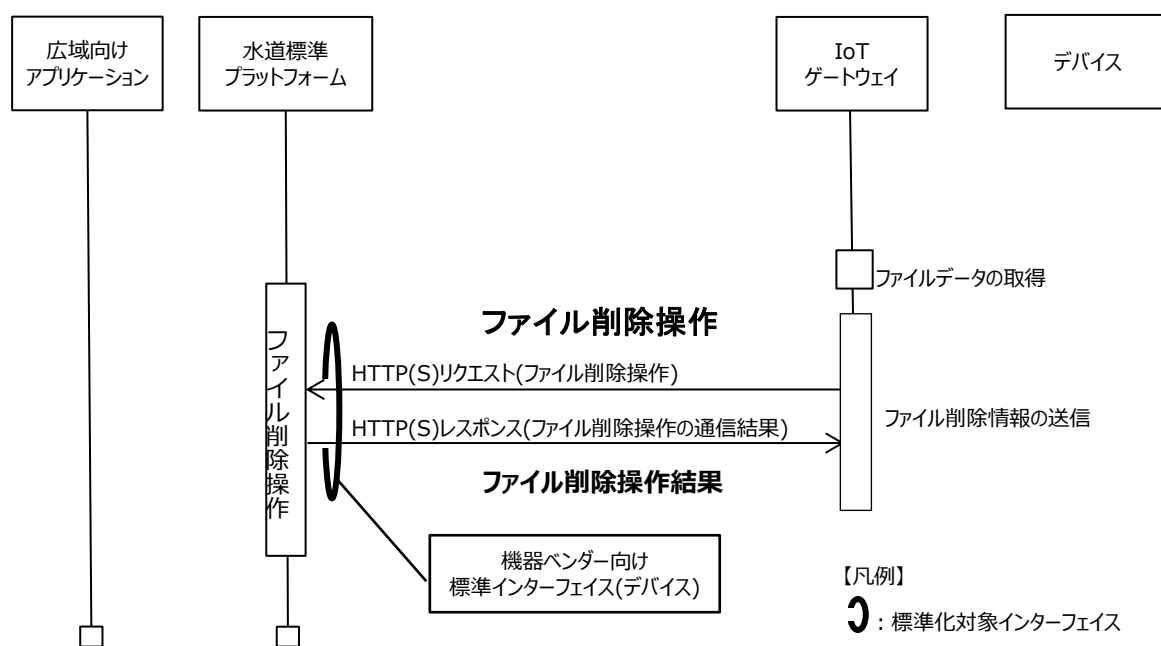 広域向け
アプリケーション
水道標準
プラットフォーム
IoT
ゲートウェイ
デバイス
ファイルデータの取得
ファイル削除操作
ファイル削除操作
HTTP(S)リクエスト(ファイル削除操作)
ファイル削除情報の送信
HTTP(S)レスポンス(ファイル削除操作の通信結果)
ファイル削除操作結果
機器ベンダー向け
標準インターフェイス(デバイス)
【凡例】
：標準化対象インターフェイス